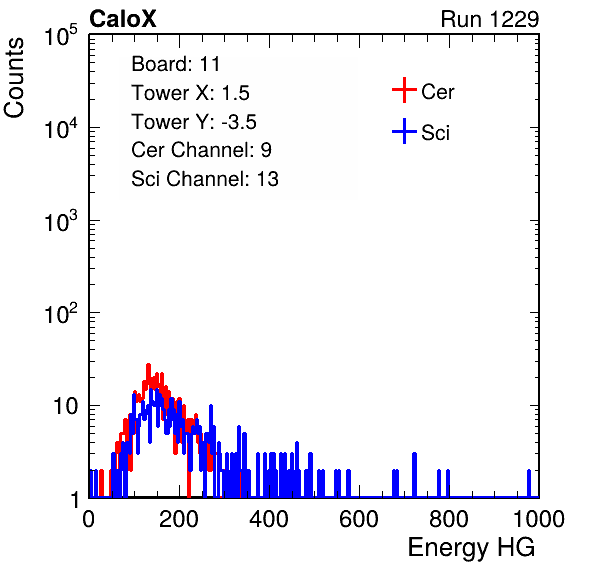 CaloX Run 1229
Counts
10^5
Board: 11
Cer
Tower X: 1.5
Tower Y: -3.5
Sci
10^4
Cer Channel: 9
Sci Channel: 13
10^3
10^2
10
1
0 200 400 600 800 1000
Energy HG